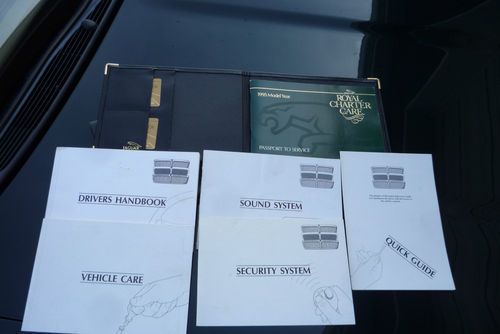 1995 Model Year
ROYAL
CHARTER
CARE
PASSPORT TO SERVICE
JAGUAR
DRIVERS HANDBOOK
SOUND SYSTEM
QUICK GUIDE
VEHICLE CARE
SECURITY SYSTEM